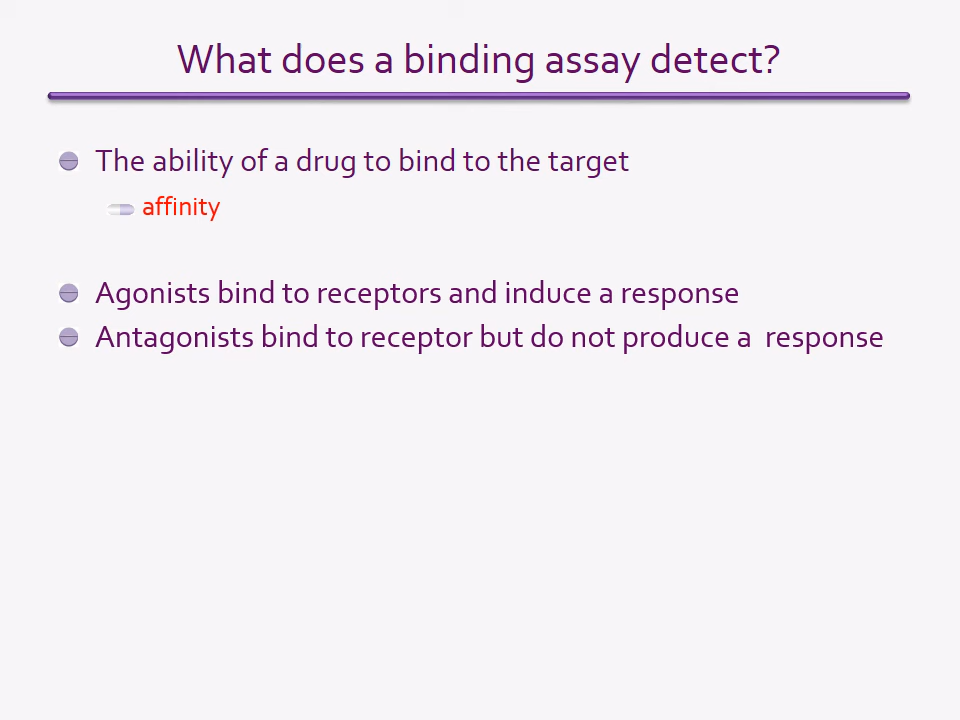 What does a binding assay detect?
The ability of a drug to bind to the target
affinity
Agonists bind to receptors and induce a response
Antagonists bind to receptor but do not produce a  response